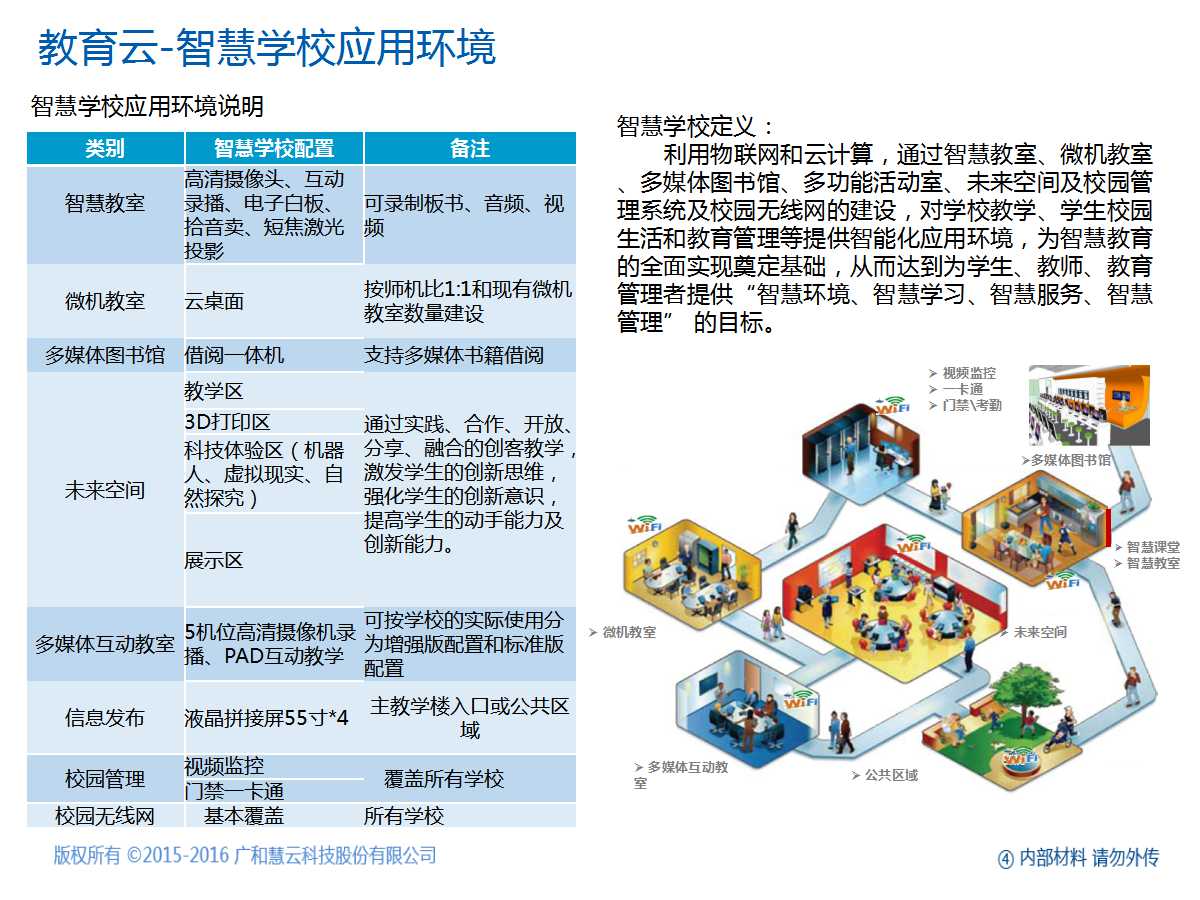 教育云-智慧学校应用环境
智慧学校应用环境说明
类别 智慧学校配置 备注
智慧教室
高清摄像头、互动
录播、电子白板、
拾音卖、短焦激光
投影
可录制板书、音频、视
频
微机教室
云桌面
按师机比1:1和现有微机
教室数量建设
多媒体图书馆 借阅一体机 支持多媒体书籍借阅
未来空间
教学区
3D打印区
科技体验区（机器
人、虚拟现实、自
然探究）
展示区
通过实践、合作、开放、
分享、融合的创客教学，
激发学生的创新思维，
强化学生的创新意识，
提高学生的动手能力及
创新能力。
多媒体互动教室
5机位高清摄像机录
播、PAD互动教学
可按学校的实际使用分
为增强版配置和标准版
配置
信息发布
液晶拼接屏55寸*4
主教学楼入口或公共区
域
校园管理
视频监控
门禁一卡通
覆盖所有学校
校园无线网 基本覆盖 所有学校
智慧学校定义：
利用物联网和云计算，通过智慧教室、微机教室
、多媒体图书馆、多功能活动室、未来空间及校园管
理系统及校园无线网的建设，对学校教学、学生校园
生活和教育管理等提供智能化应用环境，为智慧教育
的全面实现奠定基础，从而达到为学生、教师、教育
管理者提供“智慧环境、智慧学习、智慧服务、智慧
管理” 的目标。
➢ 视频监控
➢ 一卡通
➢ 门禁\考勤
WiFi
➢多媒体图书馆
WiFi
WiFi
➢ 智慧课堂
➢ 智慧教室
WiFi
➢ 微机教室
➢ 未来空间
WiFi
WiFi
➢ 多媒体互动教
室
➢ 公共区域
版权所有 ©2015-2016 广和慧云科技股份有限公司
④ 内部材料 请勿外传